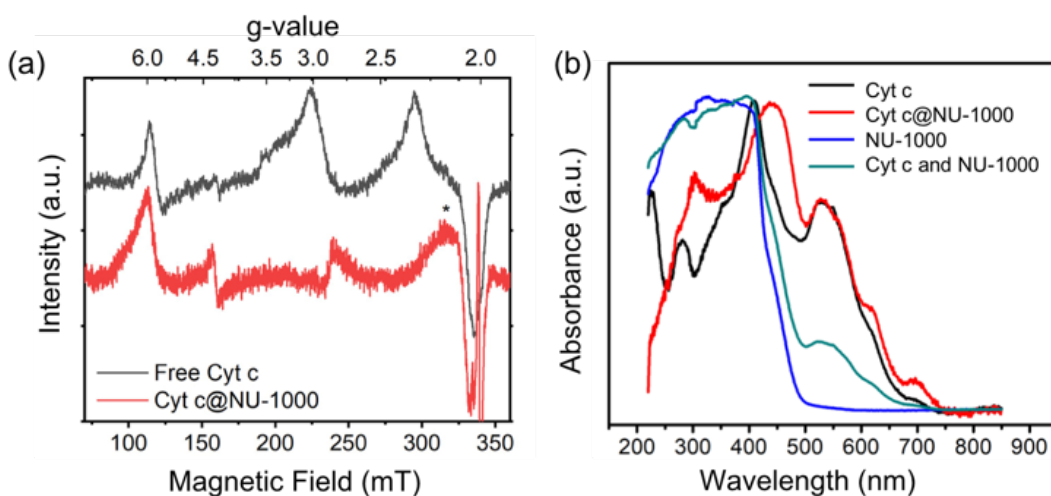 g-value
(a)
6.0 4.5 3.5 3.0 2.5 2.0
*
Intensity (a.u.)
Free Cyt c
Cyt c@NU-1000
100 150 200 250 300 350
Magnetic Field (mT)
(b)
Cyt c
Cyt c@NU-1000
NU-1000
Cyt c and NU-1000
Absorbance (a.u.)
200 300 400 500 600 700 800 900
Wavelength (nm)